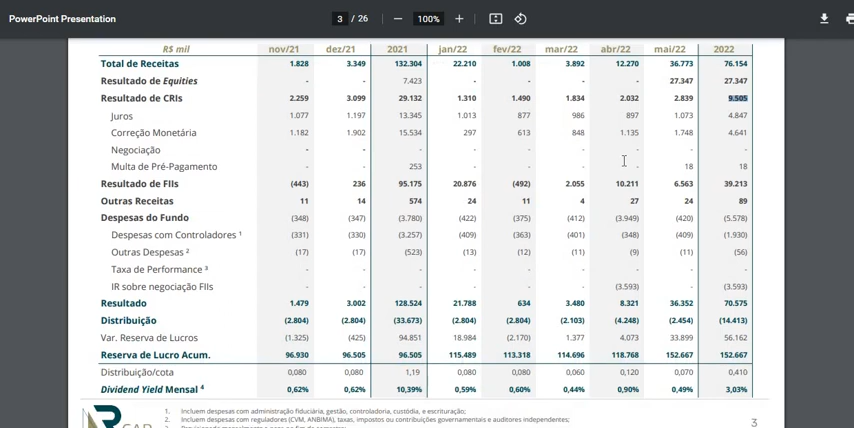 PowerPoint Presentation 3 / 26 100%
R$ mil nov/21 dez/21 2021 jan/22 fev/22 mar/22 abr/22 mai/22 2022
Total de Receitas 1.828 3.349 132.304 22.210 1.008 3.892 12.270 36.773 76.154
Resultado de Equities - - 7.423 - - - - 27.347 27.347
Resultado de CRIs 2.259 3.099 29.132 1.310 1.490 1.834 2.032 2.839 9.505
Juros 1.077 1.197 13.345 1.013 877 986 897 1.073 4.847
Correção Monetária 1.182 1.902 15.534 297 613 848 1.135 1.748 4.641
Negociação - - - - - - - - -
Multa de Pré-Pagamento - - 253 - - - - 18 18
Resultado de FIIs (443) 236 95.175 20.876 (492) 2.055 10.211 6.563 39.213
Outras Receitas 11 14 574 24 11 4 27 24 89
Despesas do Fundo (348) (347) (3.780) (422) (375) (412) (3.949) (420) (5.578)
Despesas com Controladores 1 (331) (330) (3.257) (409) (363) (401) (348) (409) (1.930)
Outras Despesas 2 (17) (17) (523) (13) (12) (11) (9) (11) (56)
Taxa de Performance 3 - - - - - - - - -
IR sobre negociação FIIs - - - - - - (3.593) - (3.593)
Resultado 1.479 3.002 128.524 21.788 634 3.480 8.321 36.352 70.575
Distribuição (2.804) (2.804) (33.673) (2.804) (2.804) (2.103) (4.248) (2.454) (14.413)
Var. Reserva de Lucros (1.325) (425) 94.851 18.984 (2.170) 1.377 4.073 33.899 56.162
Reserva de Lucro Acum. 96.930 96.505 96.505 115.489 113.318 114.696 118.768 152.667 152.667
Distribuição/cota 0,080 0,080 1,19 0,080 0,080 0,060 0,120 0,070 0,410
Dividend Yield Mensal 4 0,62% 0,62% 10,39% 0,59% 0,60% 0,44% 0,90% 0,49% 3,03%
1. Incluem despesas com administração fiduciária, gestão, controladoria, custódia, e escrituração;
2. Incluem despesas com reguladores (CVM, ANBIMA), taxas, impostos ou contribuições governamentais e auditores independentes;
3